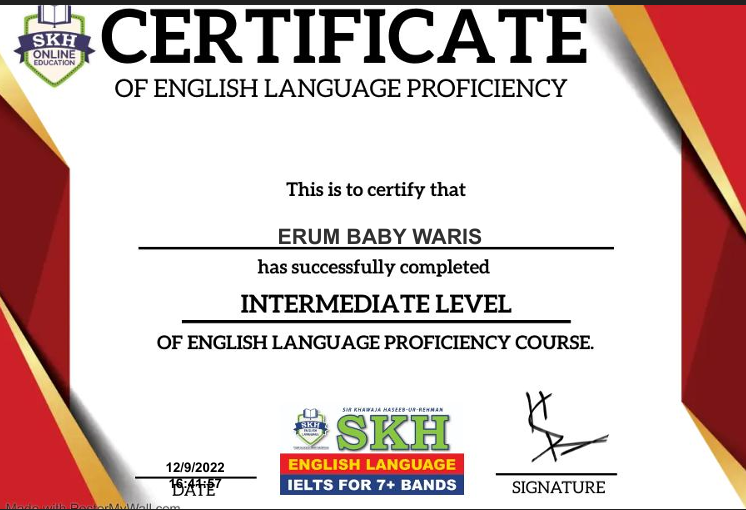 SKH
ONLINE
EDUCATION
CERTIFICATE
OF ENGLISH LANGUAGE PROFICIENCY
This is to certify that
ERUM BABY WARIS
has successfully completed
INTERMEDIATE LEVEL
OF ENGLISH LANGUAGE PROFICIENCY COURSE.
SIR KHAWAJA HASEEB-UR-REHMAN
SKH
SKH
ENGLISH LANGUAGE
IELTS FOR 7+ BANDS
12/9/2022
16:41:57
DATE
SIGNATURE
Made with PosterMyWall.com